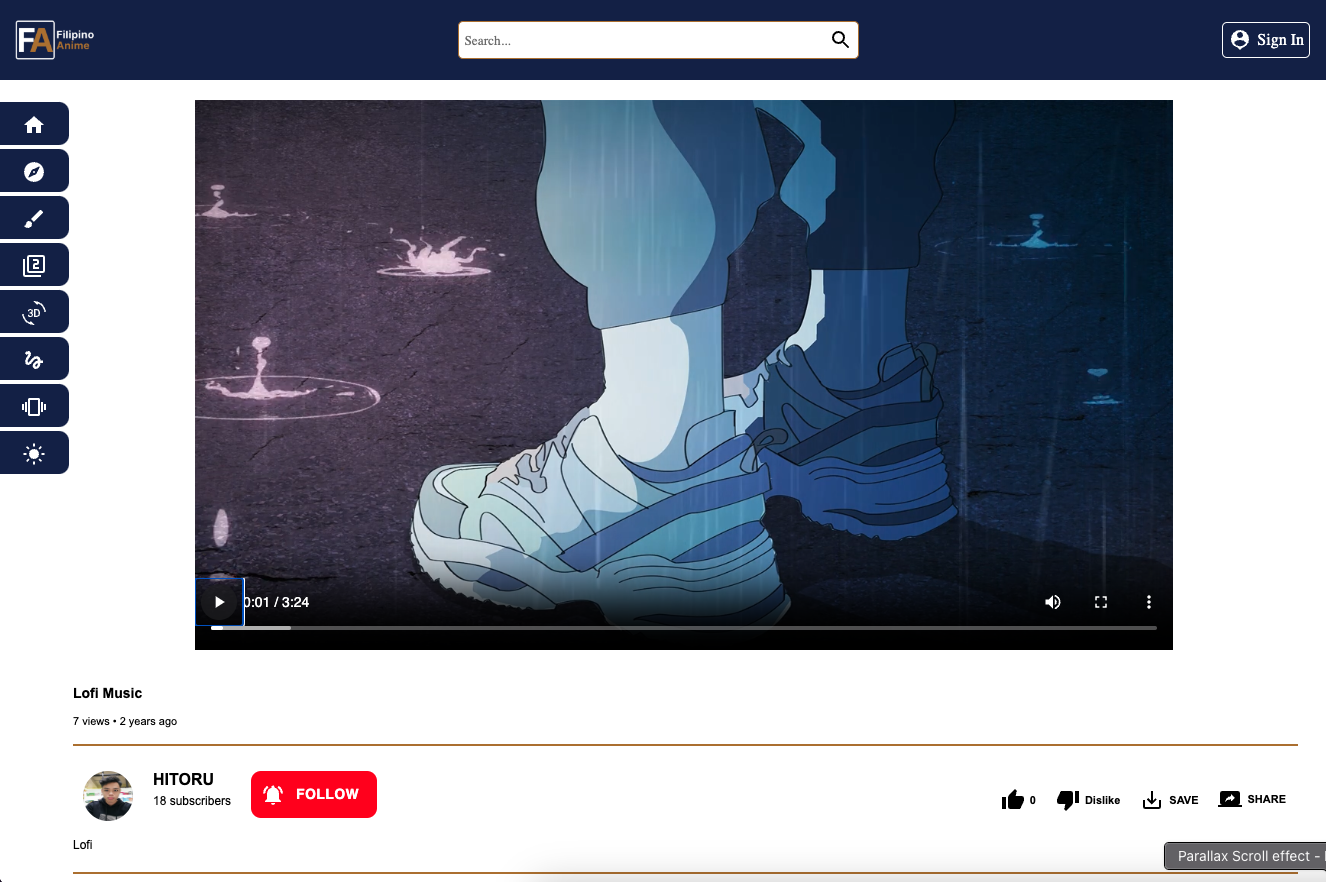 FA Filipino
Anime
Search...
Sign In
2
3D
0:01 / 3:24
Lofi Music
7 views • 2 years ago
HITORU
18 subscribers
FOLLOW
0
Dislike
SAVE
SHARE
Lofi
Parallax Scroll effect -